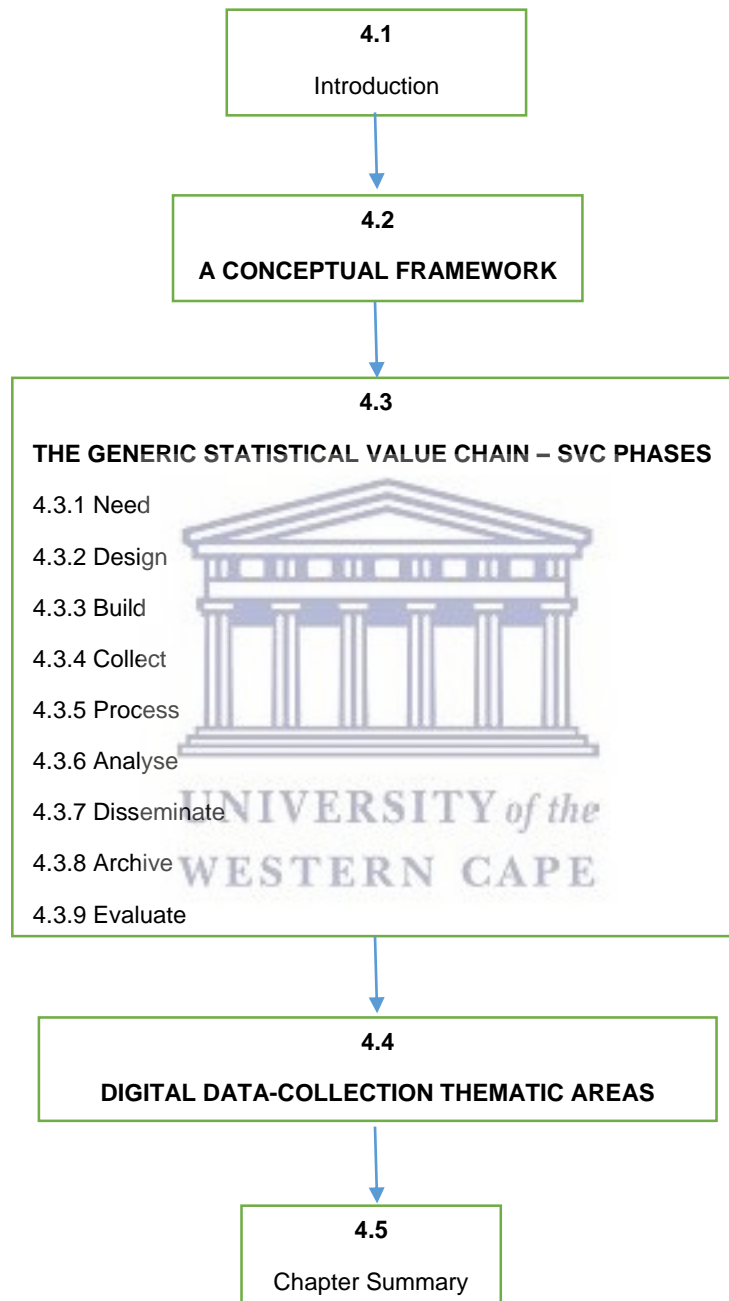 4.1
Introduction
4.2
A CONCEPTUAL FRAMEWORK
4.3
THE GENERIC STATISTICAL VALUE CHAIN – SVC PHASES
4.3.1 Need
4.3.2 Design
4.3.3 Build
4.3.4 Collect
4.3.5 Process
4.3.6 Analyse
4.3.7 Disseminate
4.3.8 Archive
4.3.9 Evaluate
UNIVERSITY of the
WESTERN CAPE
4.4
DIGITAL DATA-COLLECTION THEMATIC AREAS
4.5
Chapter Summary